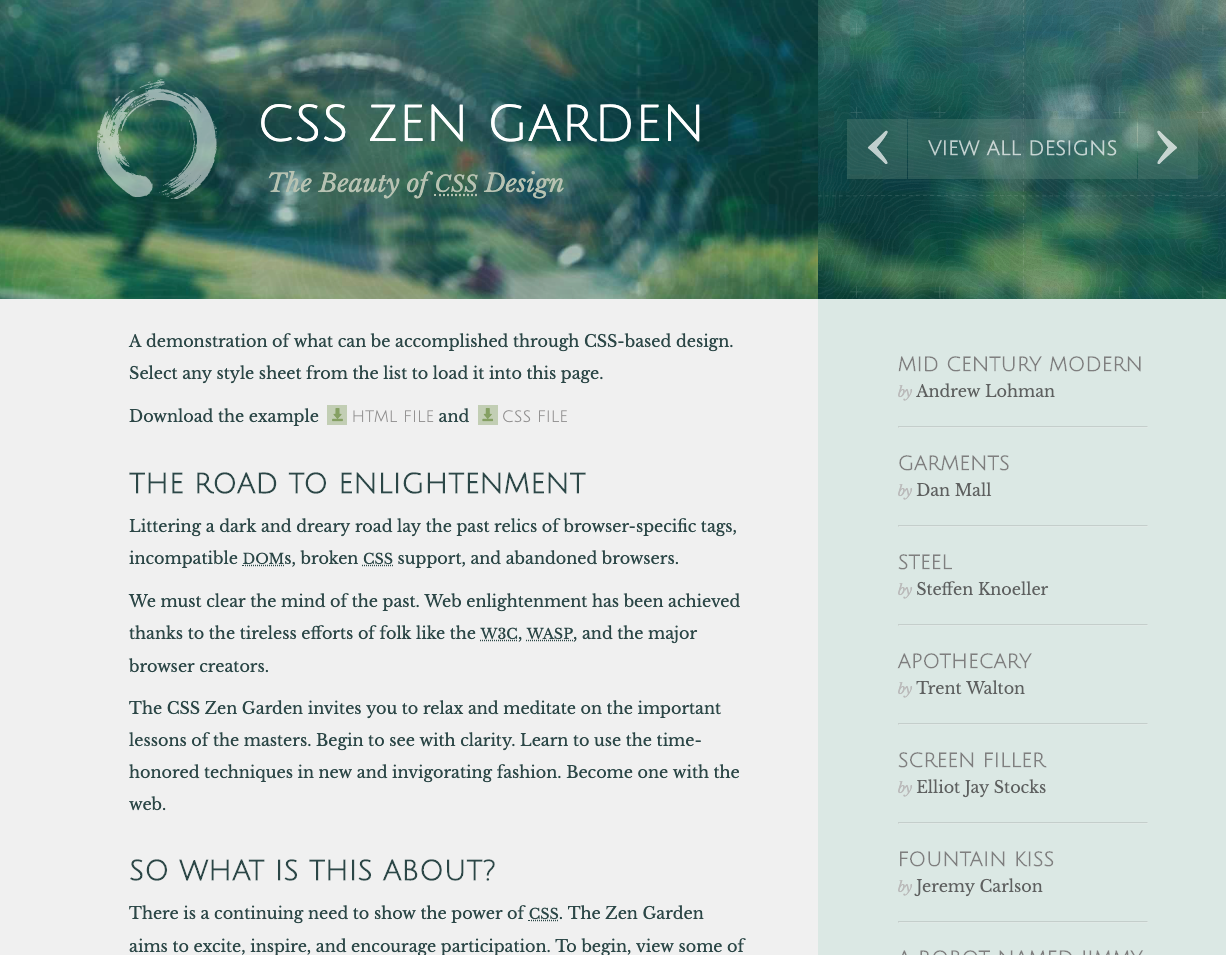 CSS ZEN GARDEN
The Beauty of CSS Design
VIEW ALL DESIGNS
A demonstration of what can be accomplished through CSS-based design.
Select any style sheet from the list to load it into this page.
Download the example HTML FILE and CSS FILE
THE ROAD TO ENLIGHTENMENT
Littering a dark and dreary road lay the past relics of browser-specific tags,
incompatible DOMs, broken CSS support, and abandoned browsers.
We must clear the mind of the past. Web enlightenment has been achieved
thanks to the tireless efforts of folk like the W3C, WASP, and the major
browser creators.
The CSS Zen Garden invites you to relax and meditate on the important
lessons of the masters. Begin to see with clarity. Learn to use the time-
honored techniques in new and invigorating fashion. Become one with the
web.
SO WHAT IS THIS ABOUT?
There is a continuing need to show the power of CSS. The Zen Garden
aims to excite, inspire, and encourage participation. To begin, view some of
MID CENTURY MODERN
by Andrew Lohman
GARMENTS
by Dan Mall
STEEL
by Steffen Knoeller
APOTHECARY
by Trent Walton
SCREEN FILLER
by Elliot Jay Stocks
FOUNTAIN KISS
by Jeremy Carlson
A ROBOT NAMED JIMMY